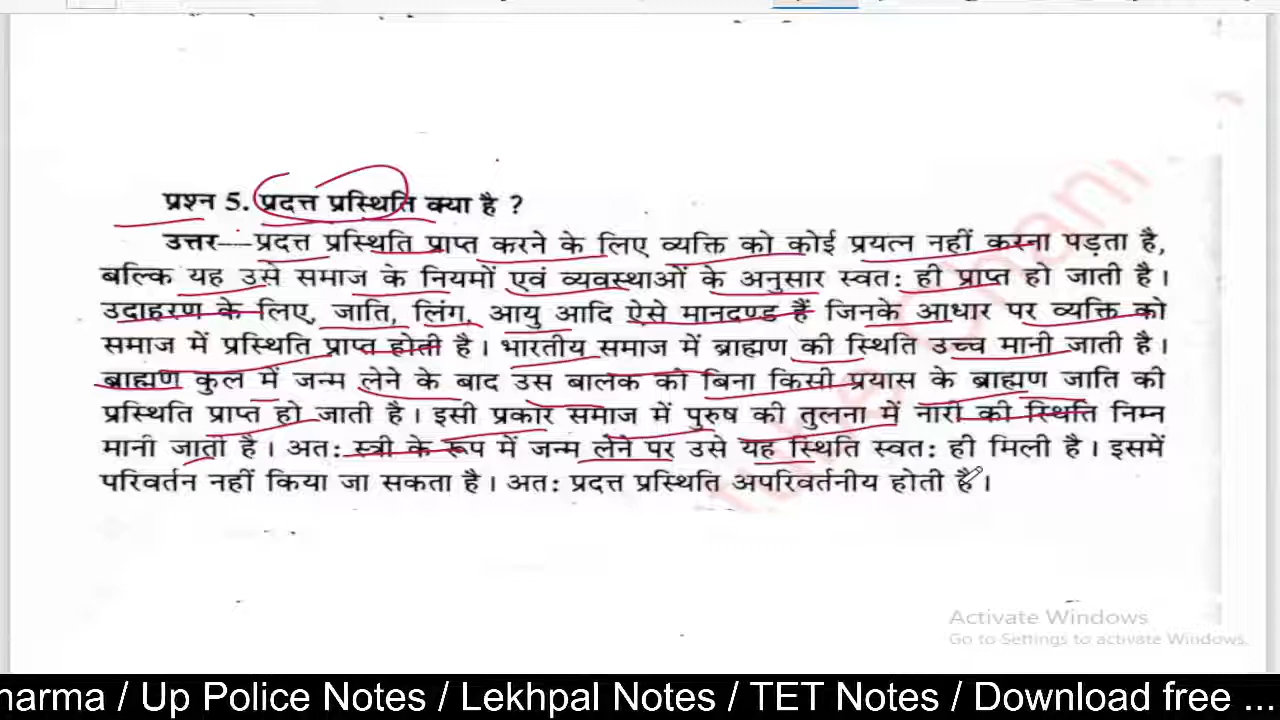 प्रश्न 5. प्रदत्त प्रस्थिति क्या है ?
उत्तर—प्रदत्त प्रस्थिति प्राप्त करने के लिए व्यक्ति को कोई प्रयत्न नहीं करना पड़ता है,
बल्कि यह उसे समाज के नियमों एवं व्यवस्थाओं के अनुसार स्वतः ही प्राप्त हो जाती है।
उदाहरण के लिए, जाति, लिंग, आयु आदि ऐसे मानदण्ड हैं जिनके आधार पर व्यक्ति को
समाज में प्रस्थिति प्राप्त होती है। भारतीय समाज में ब्राह्मण की स्थिति उच्च मानी जाती है।
ब्राह्मण कुल में जन्म लेने के बाद उस बालक को बिना किसी प्रयास के ब्राह्मण जाति की
प्रस्थिति प्राप्त हो जाती है। इसी प्रकार समाज में पुरुष की तुलना में नारी की स्थिति निम्न
मानी जाती है। अतः स्त्री के रूप में जन्म लेने पर उसे यह स्थिति स्वतः ही मिली है। इसमें
परिवर्तन नहीं किया जा सकता है। अतः प्रदत्त प्रस्थिति अपरिवर्तनीय होती है।
Activate Windows
Go to Settings to activate Windows.
harma / Up Police Notes / Lekhpal Notes / TET Notes / Download free ...